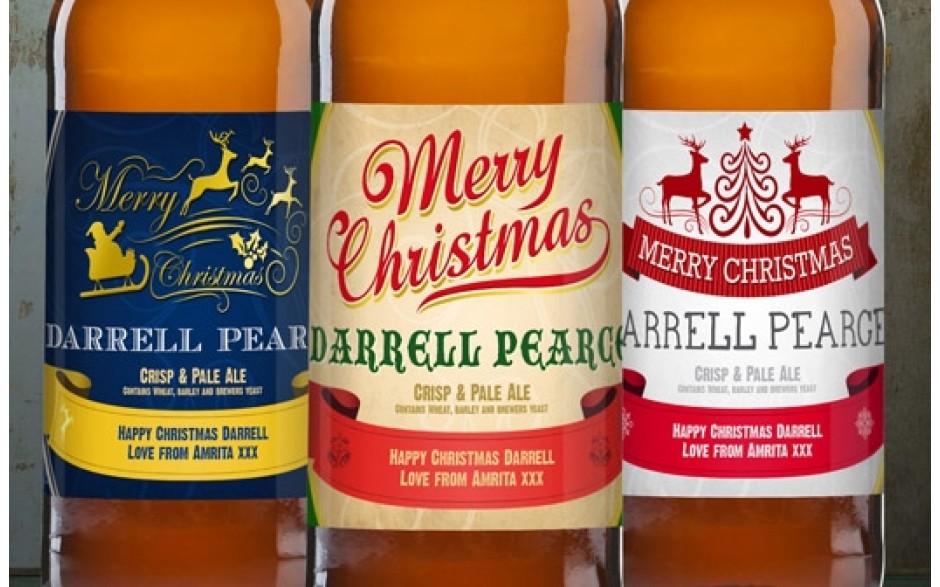 Merry
Christmas
DARRELL PEAR
CRISP & PALE ALE
CONTAINS WHEAT, BARLEY AND BREWERS YEAST
HAPPY CHRISTMAS DARRELL
LOVE FROM AMRITA XXX
Merry
Christmas
DARRELL PEARCE
CRISP & PALE ALE
CONTAINS WHEAT, BARLEY AND BREWERS YEAST
HAPPY CHRISTMAS DARRELL
LOVE FROM AMRITA XXX
MERRY CHRISTMAS
ARRELL PEARCE
CRISP & PALE ALE
CONTAINS WHEAT, BARLEY AND BREWERS YEAST
HAPPY CHRISTMAS DARRELL
LOVE FROM AMRITA XXX